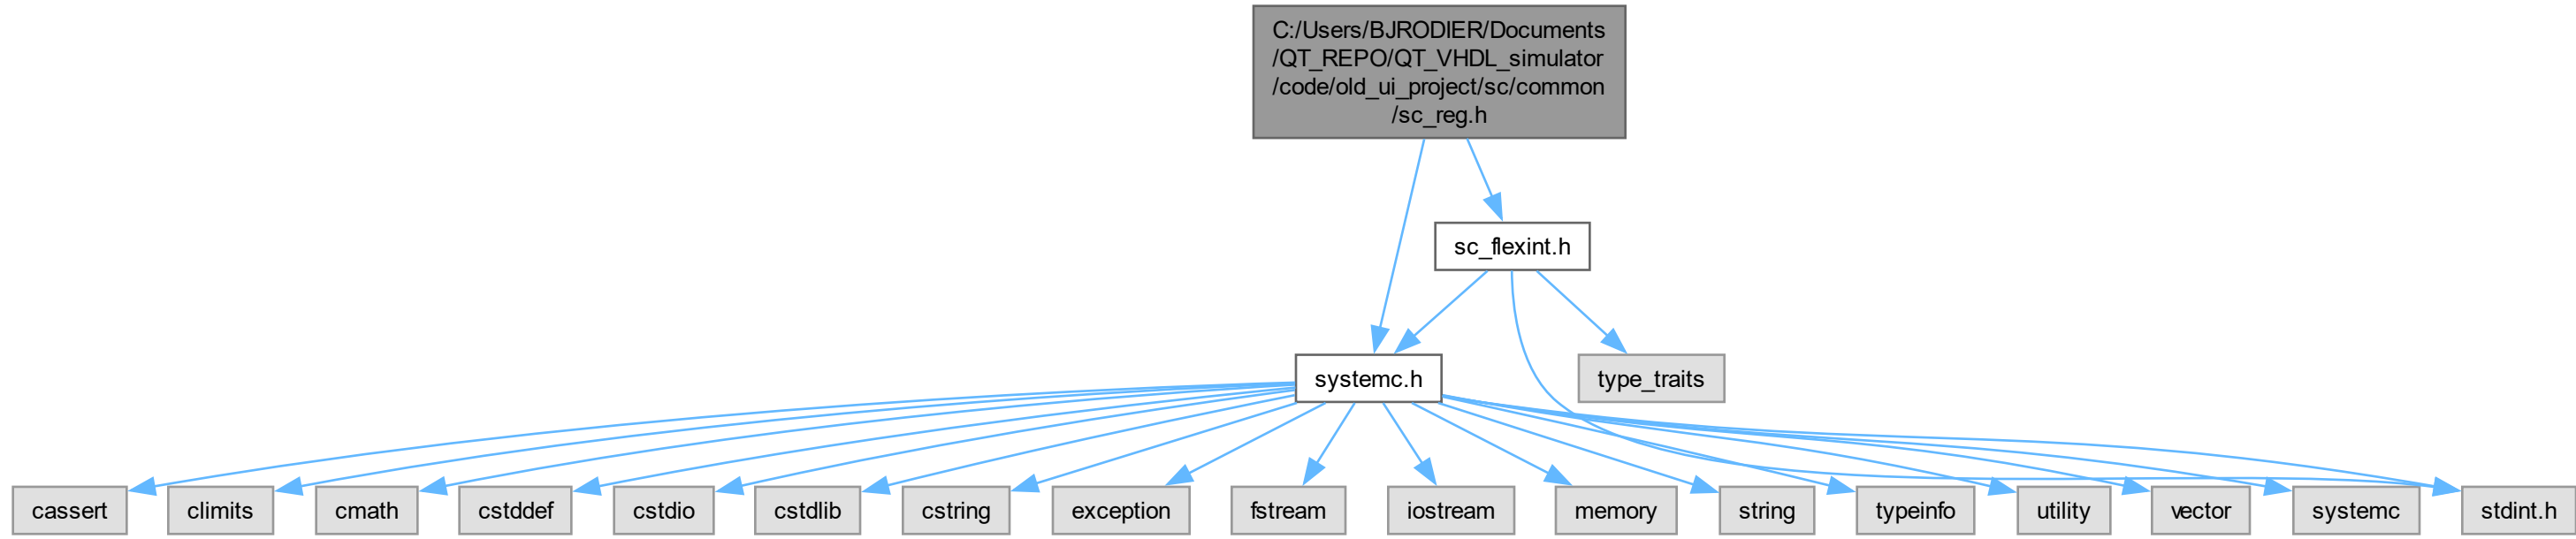 C:/Users/BJRODIER/Documents
/QT_REPO/QT_VHDL_simulator
/code/old_ui_project/sc/common
/sc_reg.h
sc_flexint.h
systemc.h
type_traits
cassert
climits
cmath
cstddef
cstdio
cstdlib
cstring
exception
fstream
iostream
memory
string
typeinfo
utility
vector
systemc
stdint.h